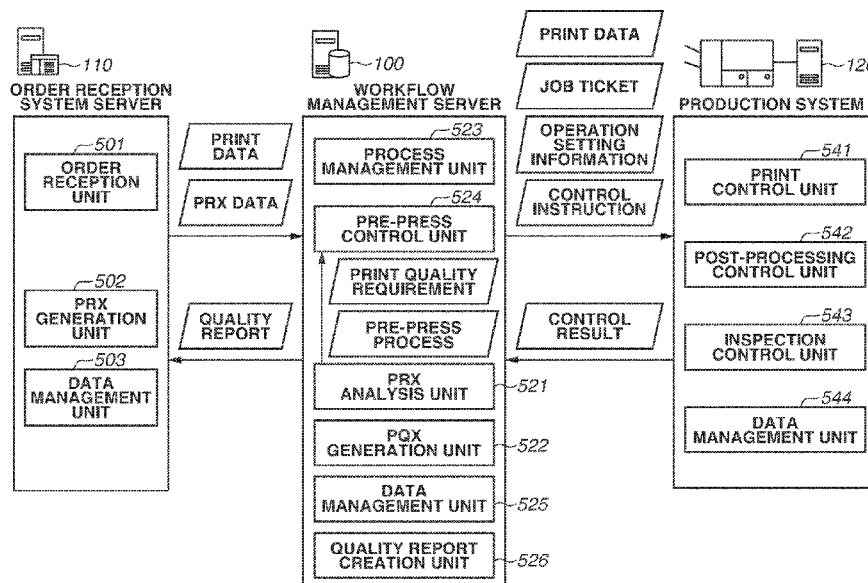 110
ORDER RECEPTION
SYSTEM SERVER
501
ORDER
RECEPTION
UNIT
502
PRX
GENERATION
UNIT
503
DATA
MANAGEMENT
UNIT
PRINT
DATA
PRX DATA
QUALITY
REPORT
100
WORKFLOW
MANAGEMENT SERVER
523
PROCESS
MANAGEMENT UNIT
524
PRE-PRESS
CONTROL UNIT
PRINT QUALITY
REQUIREMENT
PRE-PRESS
PROCESS
PRX
ANALYSIS UNIT
521
PQX
GENERATION UNIT
522
DATA
MANAGEMENT UNIT
525
QUALITY REPORT
CREATION UNIT
526
PRINT DATA
JOB TICKET
OPERATION
SETTING
INFORMATION
CONTROL
INSTRUCTION
CONTROL
RESULT
120
PRODUCTION SYSTEM
541
PRINT
CONTROL UNIT
542
POST-PROCESSING
CONTROL UNIT
543
INSPECTION
CONTROL UNIT
544
DATA
MANAGEMENT UNIT